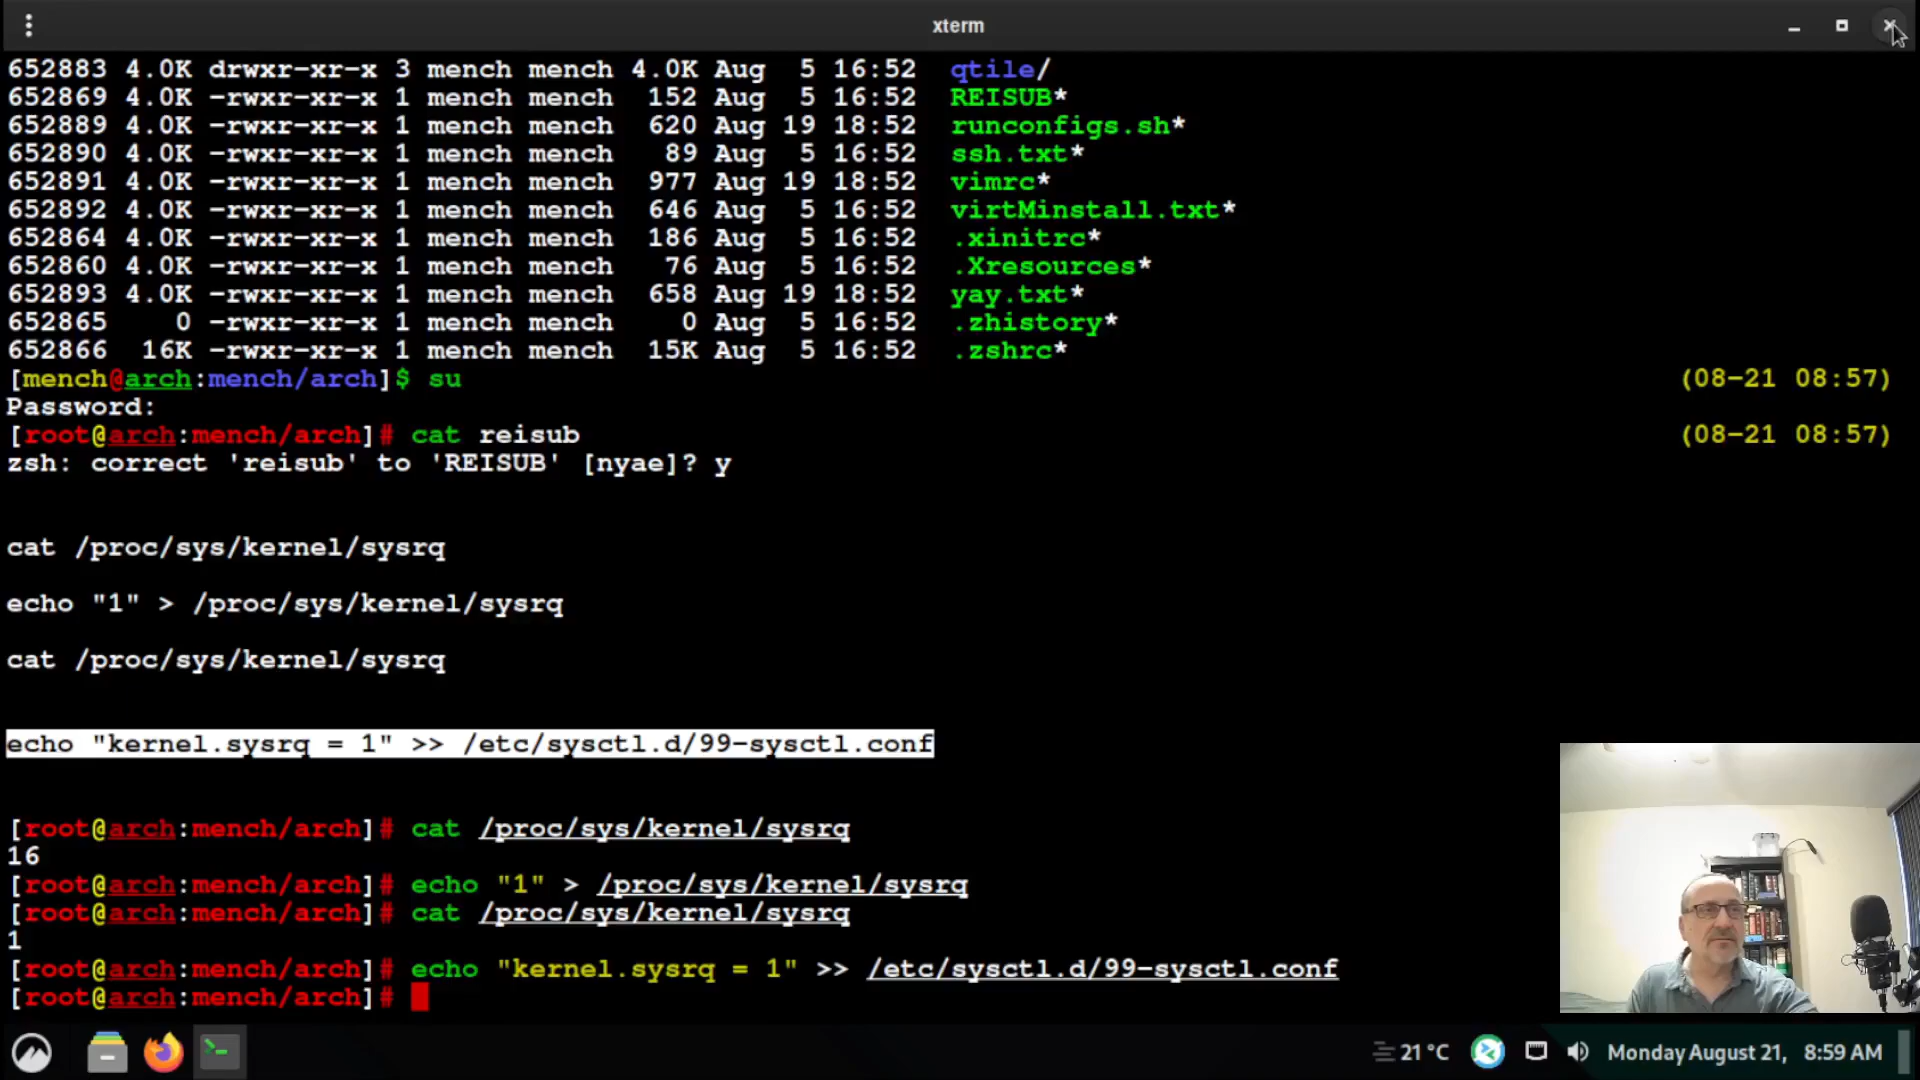 xterm
652883 4.0K drwxr-xr-x 3 mench mench 4.0K Aug  5 16:52  qtile/
652869 4.0K -rwxr-xr-x 1 mench mench  152 Aug  5 16:52  REISUB*
652889 4.0K -rwxr-xr-x 1 mench mench  620 Aug 19 18:52  runconfigs.sh*
652890 4.0K -rwxr-xr-x 1 mench mench   89 Aug  5 16:52  ssh.txt*
652891 4.0K -rwxr-xr-x 1 mench mench  977 Aug 19 18:52  vimrc*
652892 4.0K -rwxr-xr-x 1 mench mench  646 Aug  5 16:52  virtMinstall.txt*
652864 4.0K -rwxr-xr-x 1 mench mench  186 Aug  5 16:52  .xinitrc*
652860 4.0K -rwxr-xr-x 1 mench mench   76 Aug  5 16:52  .Xresources*
652893 4.0K -rwxr-xr-x 1 mench mench  658 Aug 19 18:52  yay.txt*
652865    0 -rwxr-xr-x 1 mench mench    0 Aug  5 16:52  .zhistory*
652866  16K -rwxr-xr-x 1 mench mench  15K Aug  5 16:52  .zshrc*
[mench@arch:mench/arch]$ su (08-21 08:57)
Password:
[root@arch:mench/arch]# cat reisub (08-21 08:57)
zsh: correct 'reisub' to 'REISUB' [nyae]? y
cat /proc/sys/kernel/sysrq
echo "1" > /proc/sys/kernel/sysrq
cat /proc/sys/kernel/sysrq
echo "kernel.sysrq = 1" >> /etc/sysctl.d/99-sysctl.conf
[root@arch:mench/arch]# cat /proc/sys/kernel/sysrq
16
[root@arch:mench/arch]# echo "1" > /proc/sys/kernel/sysrq
[root@arch:mench/arch]# cat /proc/sys/kernel/sysrq
1
[root@arch:mench/arch]# echo "kernel.sysrq = 1" >> /etc/sysctl.d/99-sysctl.conf
[root@arch:mench/arch]#
21 °C Monday August 21, 8:59 AM